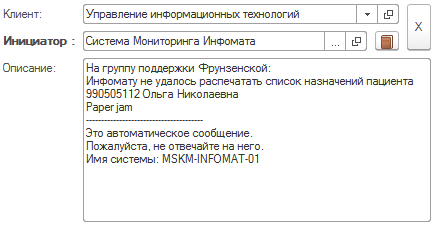 Клиент: Управление информационных технологий
X
Инициатор : Система Мониторинга Инфомата ...
Описание: На группу поддержки Фрунзенской:
Инфомату не удалось распечатать список назначений пациента
990505112 Ольга Николаевна
Paper jam
---------------------------------------
Это автоматическое сообщение.
Пожалуйста, не отвечайте на него.
Имя системы: MSKM-INFOMAT-01